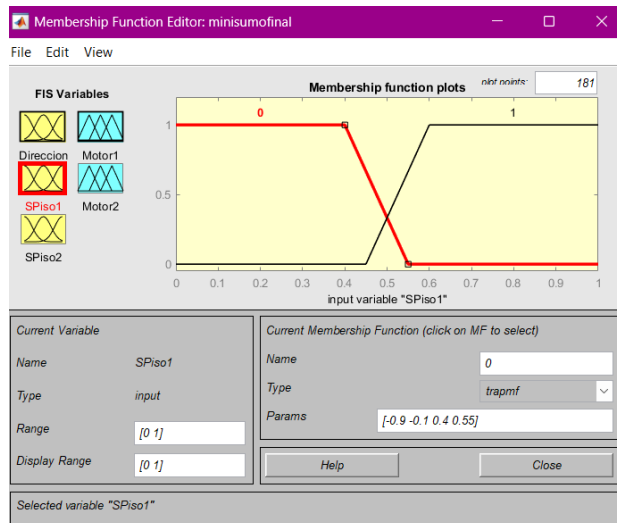 Membership Function Editor: minisumofinal
File Edit View
FIS Variables
Direccion Motor1
SPiso1 Motor2
SPiso2
Membership function plots
plot points:
181
0 1
1
0.5
0
0 0.1 0.2 0.3 0.4 0.5 0.6 0.7 0.8 0.9 1
input variable "SPiso1"
Current Variable
Name SPiso1
Type input
Range [0 1]
Display Range [0 1]
Current Membership Function (click on MF to select)
Name 0
Type trapmf
Params [-0.9 -0.1 0.4 0.55]
Help Close
Selected variable "SPiso1"